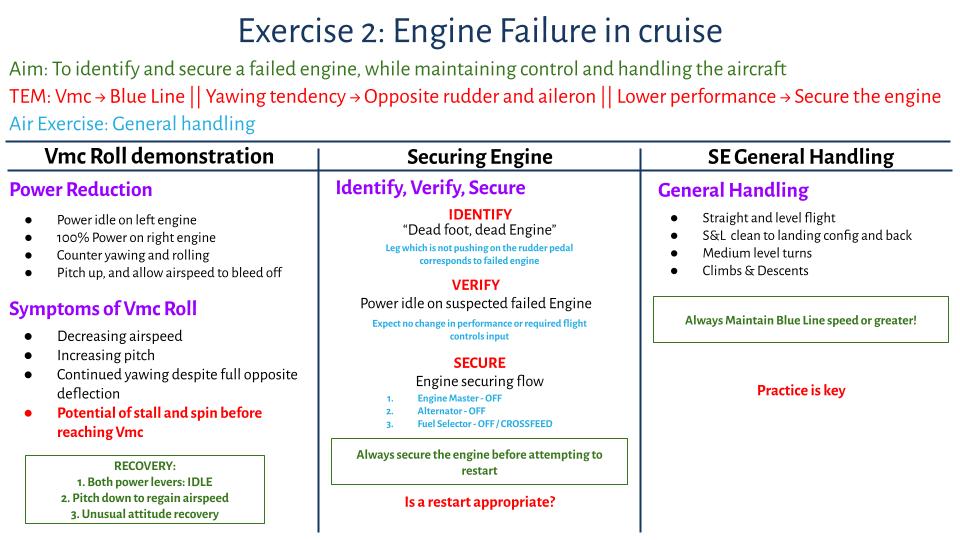 Exercise 2: Engine Failure in cruise
Aim: To identify and secure a failed engine, while maintaining control and handling the aircraft
TEM: Vmc → Blue Line || Yawing tendency → Opposite rudder and aileron || Lower performance → Secure the engine
Air Exercise: General handling
Vmc Roll demonstration
Power Reduction
● Power idle on left engine
● 100% Power on right engine
● Counter yawing and rolling
● Pitch up, and allow airspeed to bleed off
Symptoms of Vmc Roll
● Decreasing airspeed
● Increasing pitch
● Continued yawing despite full opposite
deflection
● Potential of stall and spin before
reaching Vmc
RECOVERY:
1. Both power levers: IDLE
2. Pitch down to regain airspeed
3. Unusual attitude recovery
Securing Engine
Identify, Verify, Secure
IDENTIFY
“Dead foot, dead Engine”
Leg which is not pushing on the rudder pedal
corresponds to failed engine
VERIFY
Power idle on suspected failed Engine
Expect no change in performance or required flight
controls input
SECURE
Engine securing flow
1. Engine Master - OFF
2. Alternator - OFF
3. Fuel Selector - OFF / CROSSFEED
Always secure the engine before attempting to
restart
Is a restart appropriate?
SE General Handling
General Handling
● Straight and level flight
● S&L clean to landing config and back
● Medium level turns
● Climbs & Descents
Always Maintain Blue Line speed or greater!
Practice is key